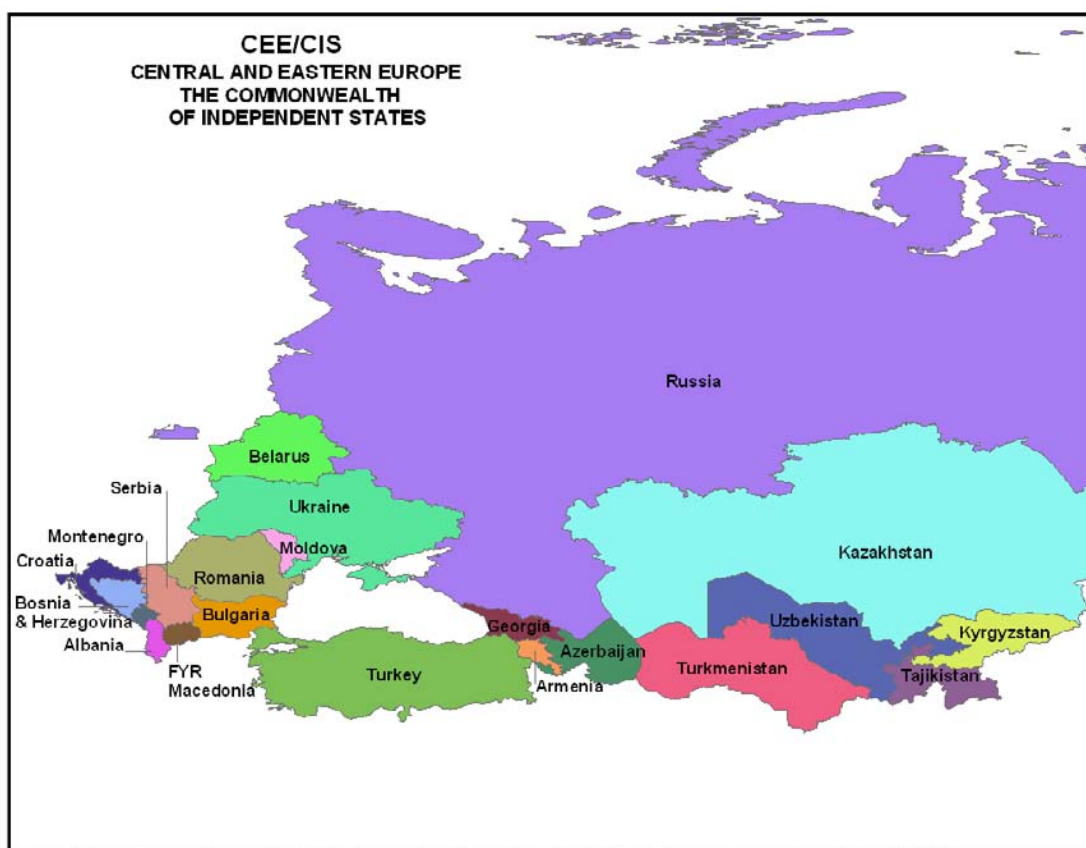 CEE/CIS
CENTRAL AND EASTERN EUROPE
THE COMMONWEALTH
OF INDEPENDENT STATES
Russia
Belarus
Serbia
Ukraine
Montenegro
Moldova
Kazakhstan
Croatia
Romania
Bosnia
& Herzegovina
Bulgaria
Georgia
Uzbekistan
Kyrgyzstan
Albania
Azerbaijan
Turkmenistan
Tajikistan
FYR
Macedonia
Turkey
Armenia